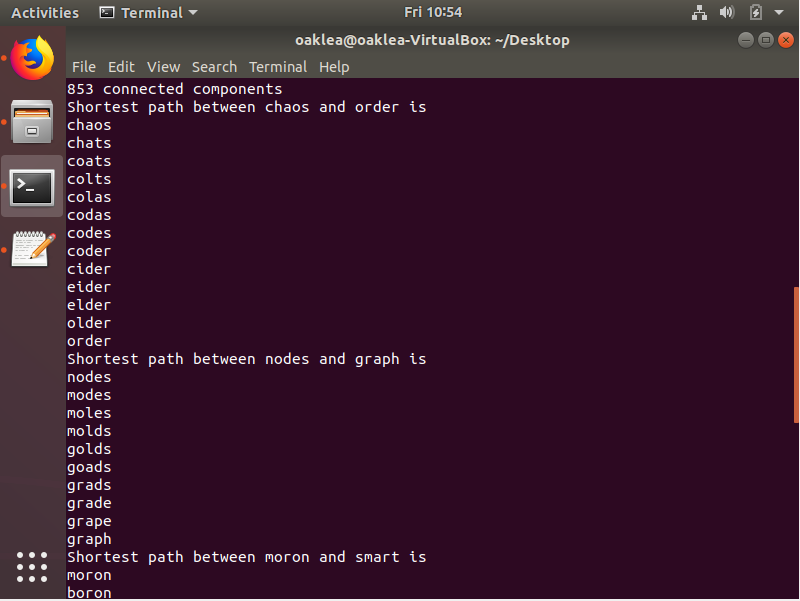 Activities Terminal Fri 10:54
oaklea@oaklea-VirtualBox: ~/Desktop
File Edit View Search Terminal Help
853 connected components
Shortest path between chaos and order is
chaos
chats
coats
colts
colas
codas
codes
coder
cider
eider
elder
older
order
Shortest path between nodes and graph is
nodes
modes
moles
molds
golds
goads
grads
grade
grape
graph
Shortest path between moron and smart is
moron
boron